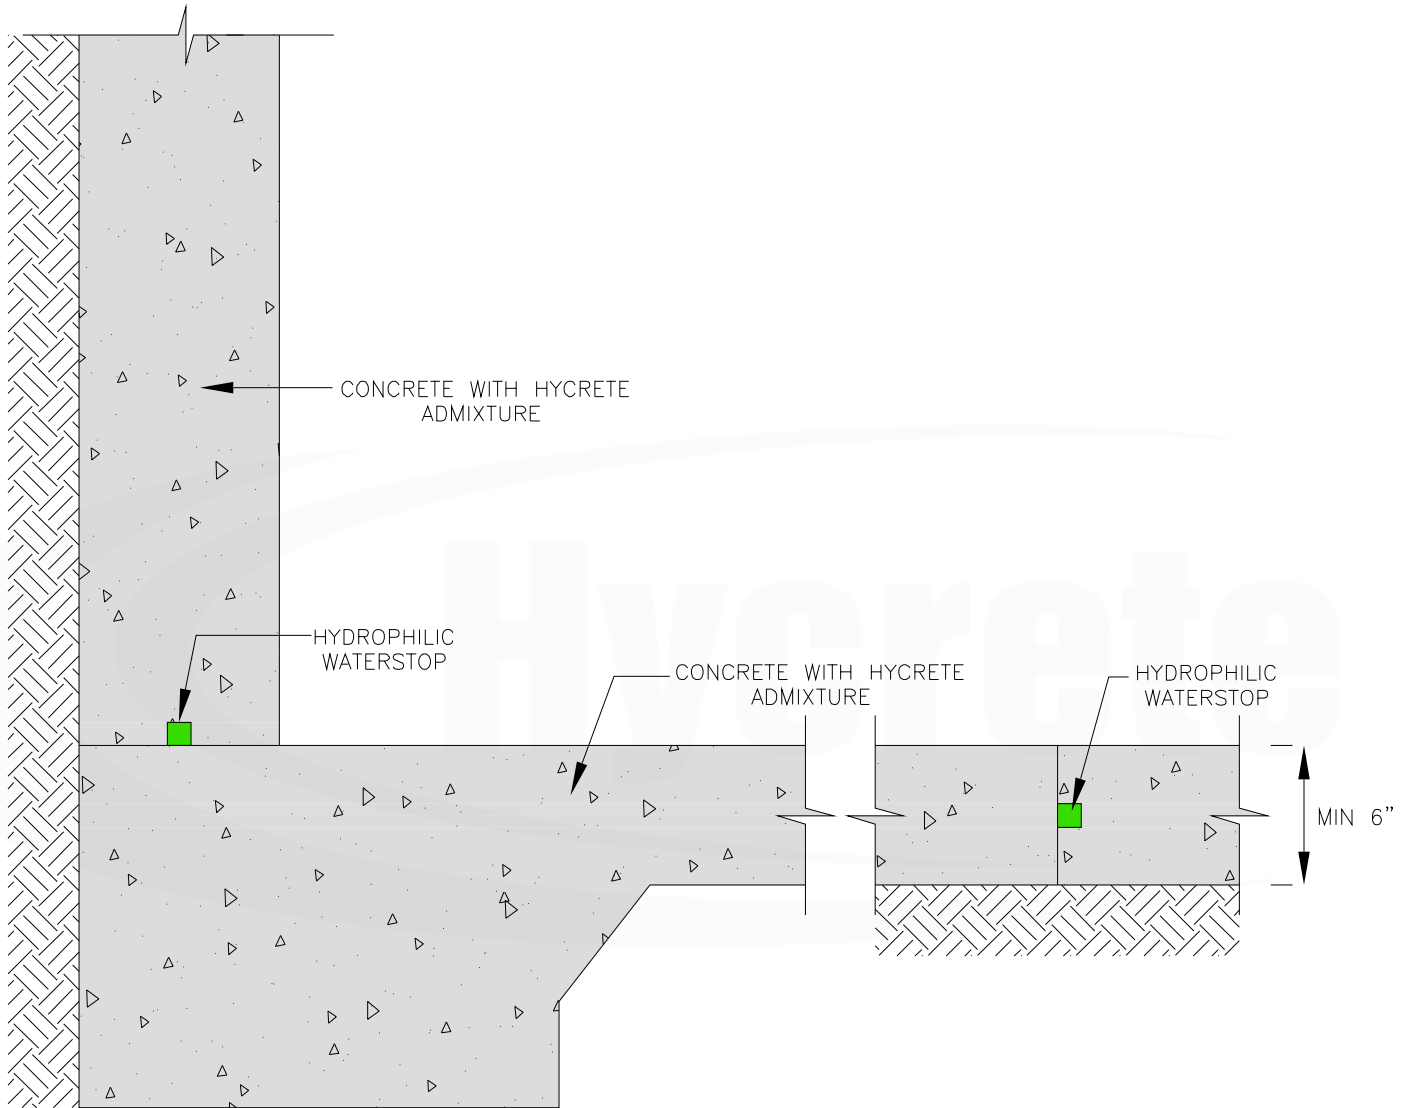 CONCRETE WITH HYCRETE
ADMIXTURE
HYDROPHILIC
WATERSTOP
CONCRETE WITH HYCRETE
ADMIXTURE
HYDROPHILIC
WATERSTOP
MIN 6”
Hycrete